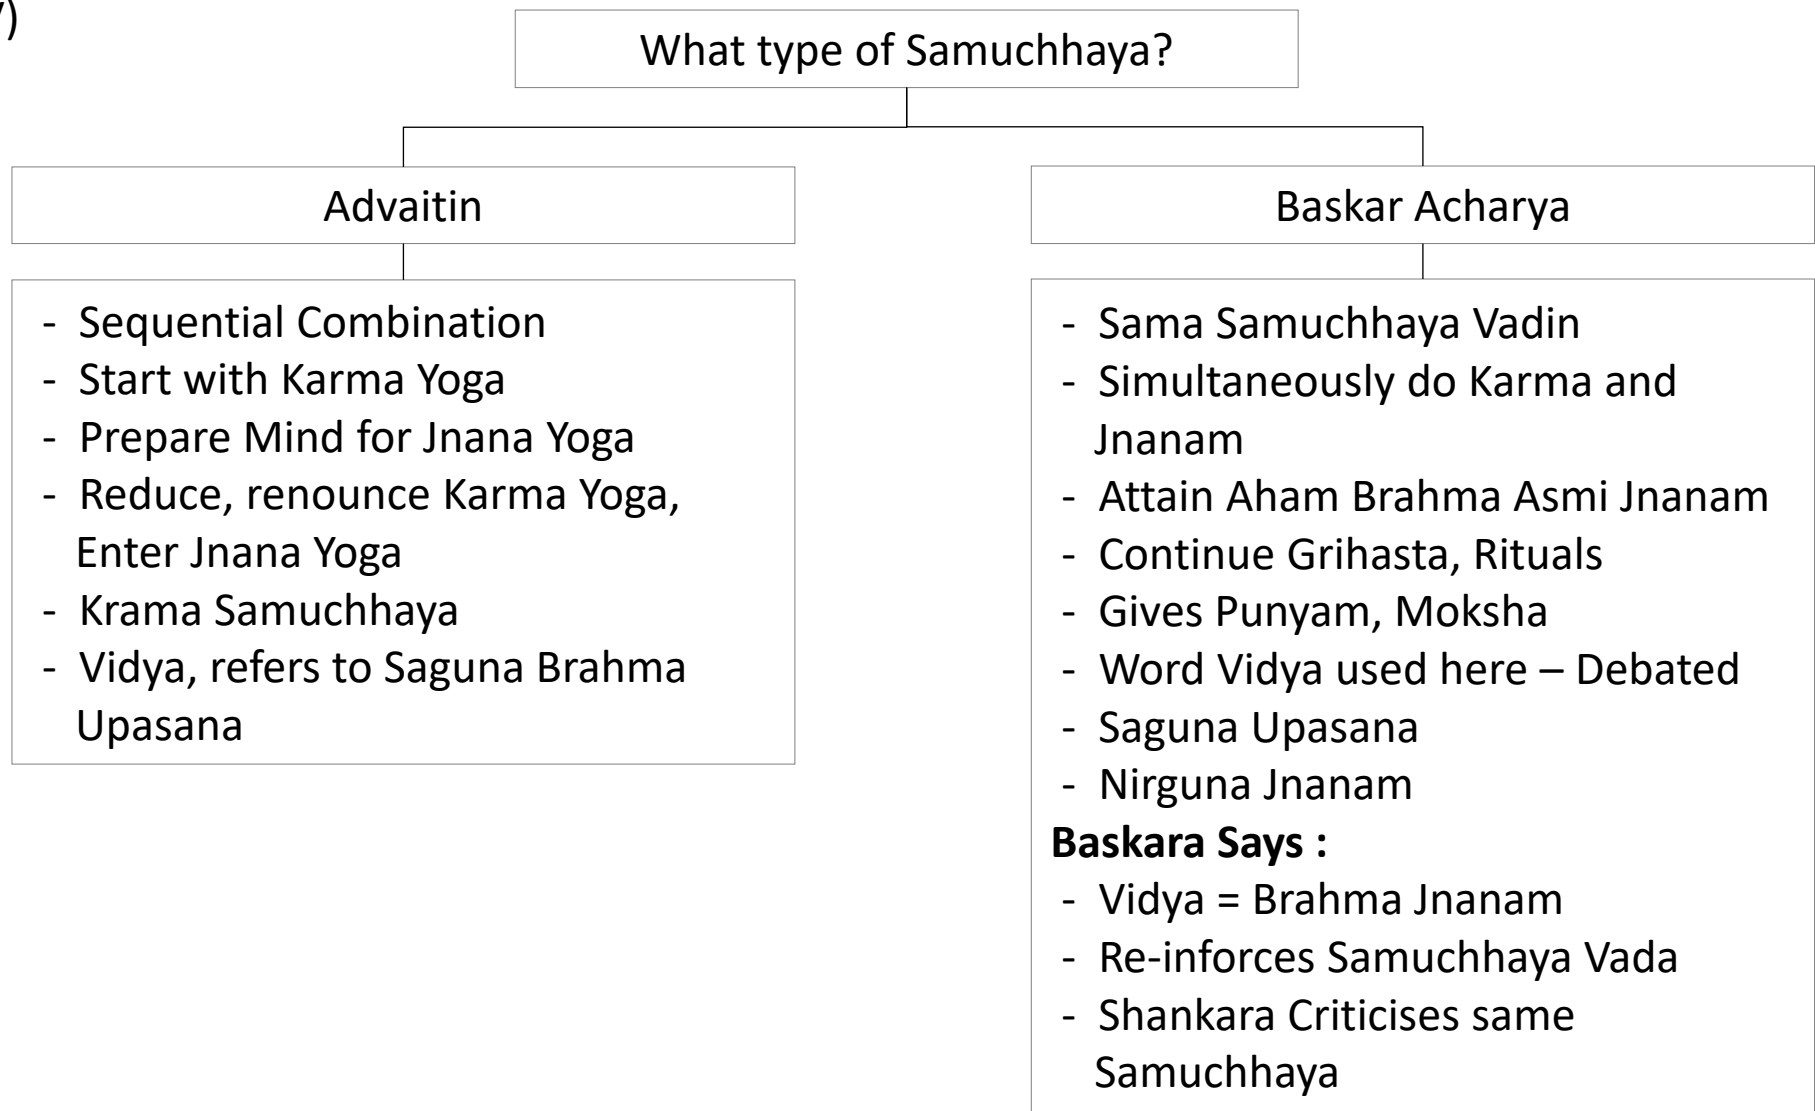 What type of Samuchhaya?
Advaitin
- Sequential Combination
- Start with Karma Yoga
- Prepare Mind for Jnana Yoga
- Reduce, renounce Karma Yoga,
Enter Jnana Yoga
- Krama Samuchhaya
- Vidya, refers to Saguna Brahma
Upasana
Baskar Acharya
- Sama Samuchhaya Vadin
- Simultaneously do Karma and
Jnanam
- Attain Aham Brahma Asmi Jnanam
- Continue Grihasta, Rituals
- Gives Punyam, Moksha
- Word Vidya used here – Debated
- Saguna Upasana
- Nirguna Jnanam
Baskara Says :
- Vidya = Brahma Jnanam
- Re-inforces Samuchhaya Vada
- Shankara Criticises same
Samuchhaya